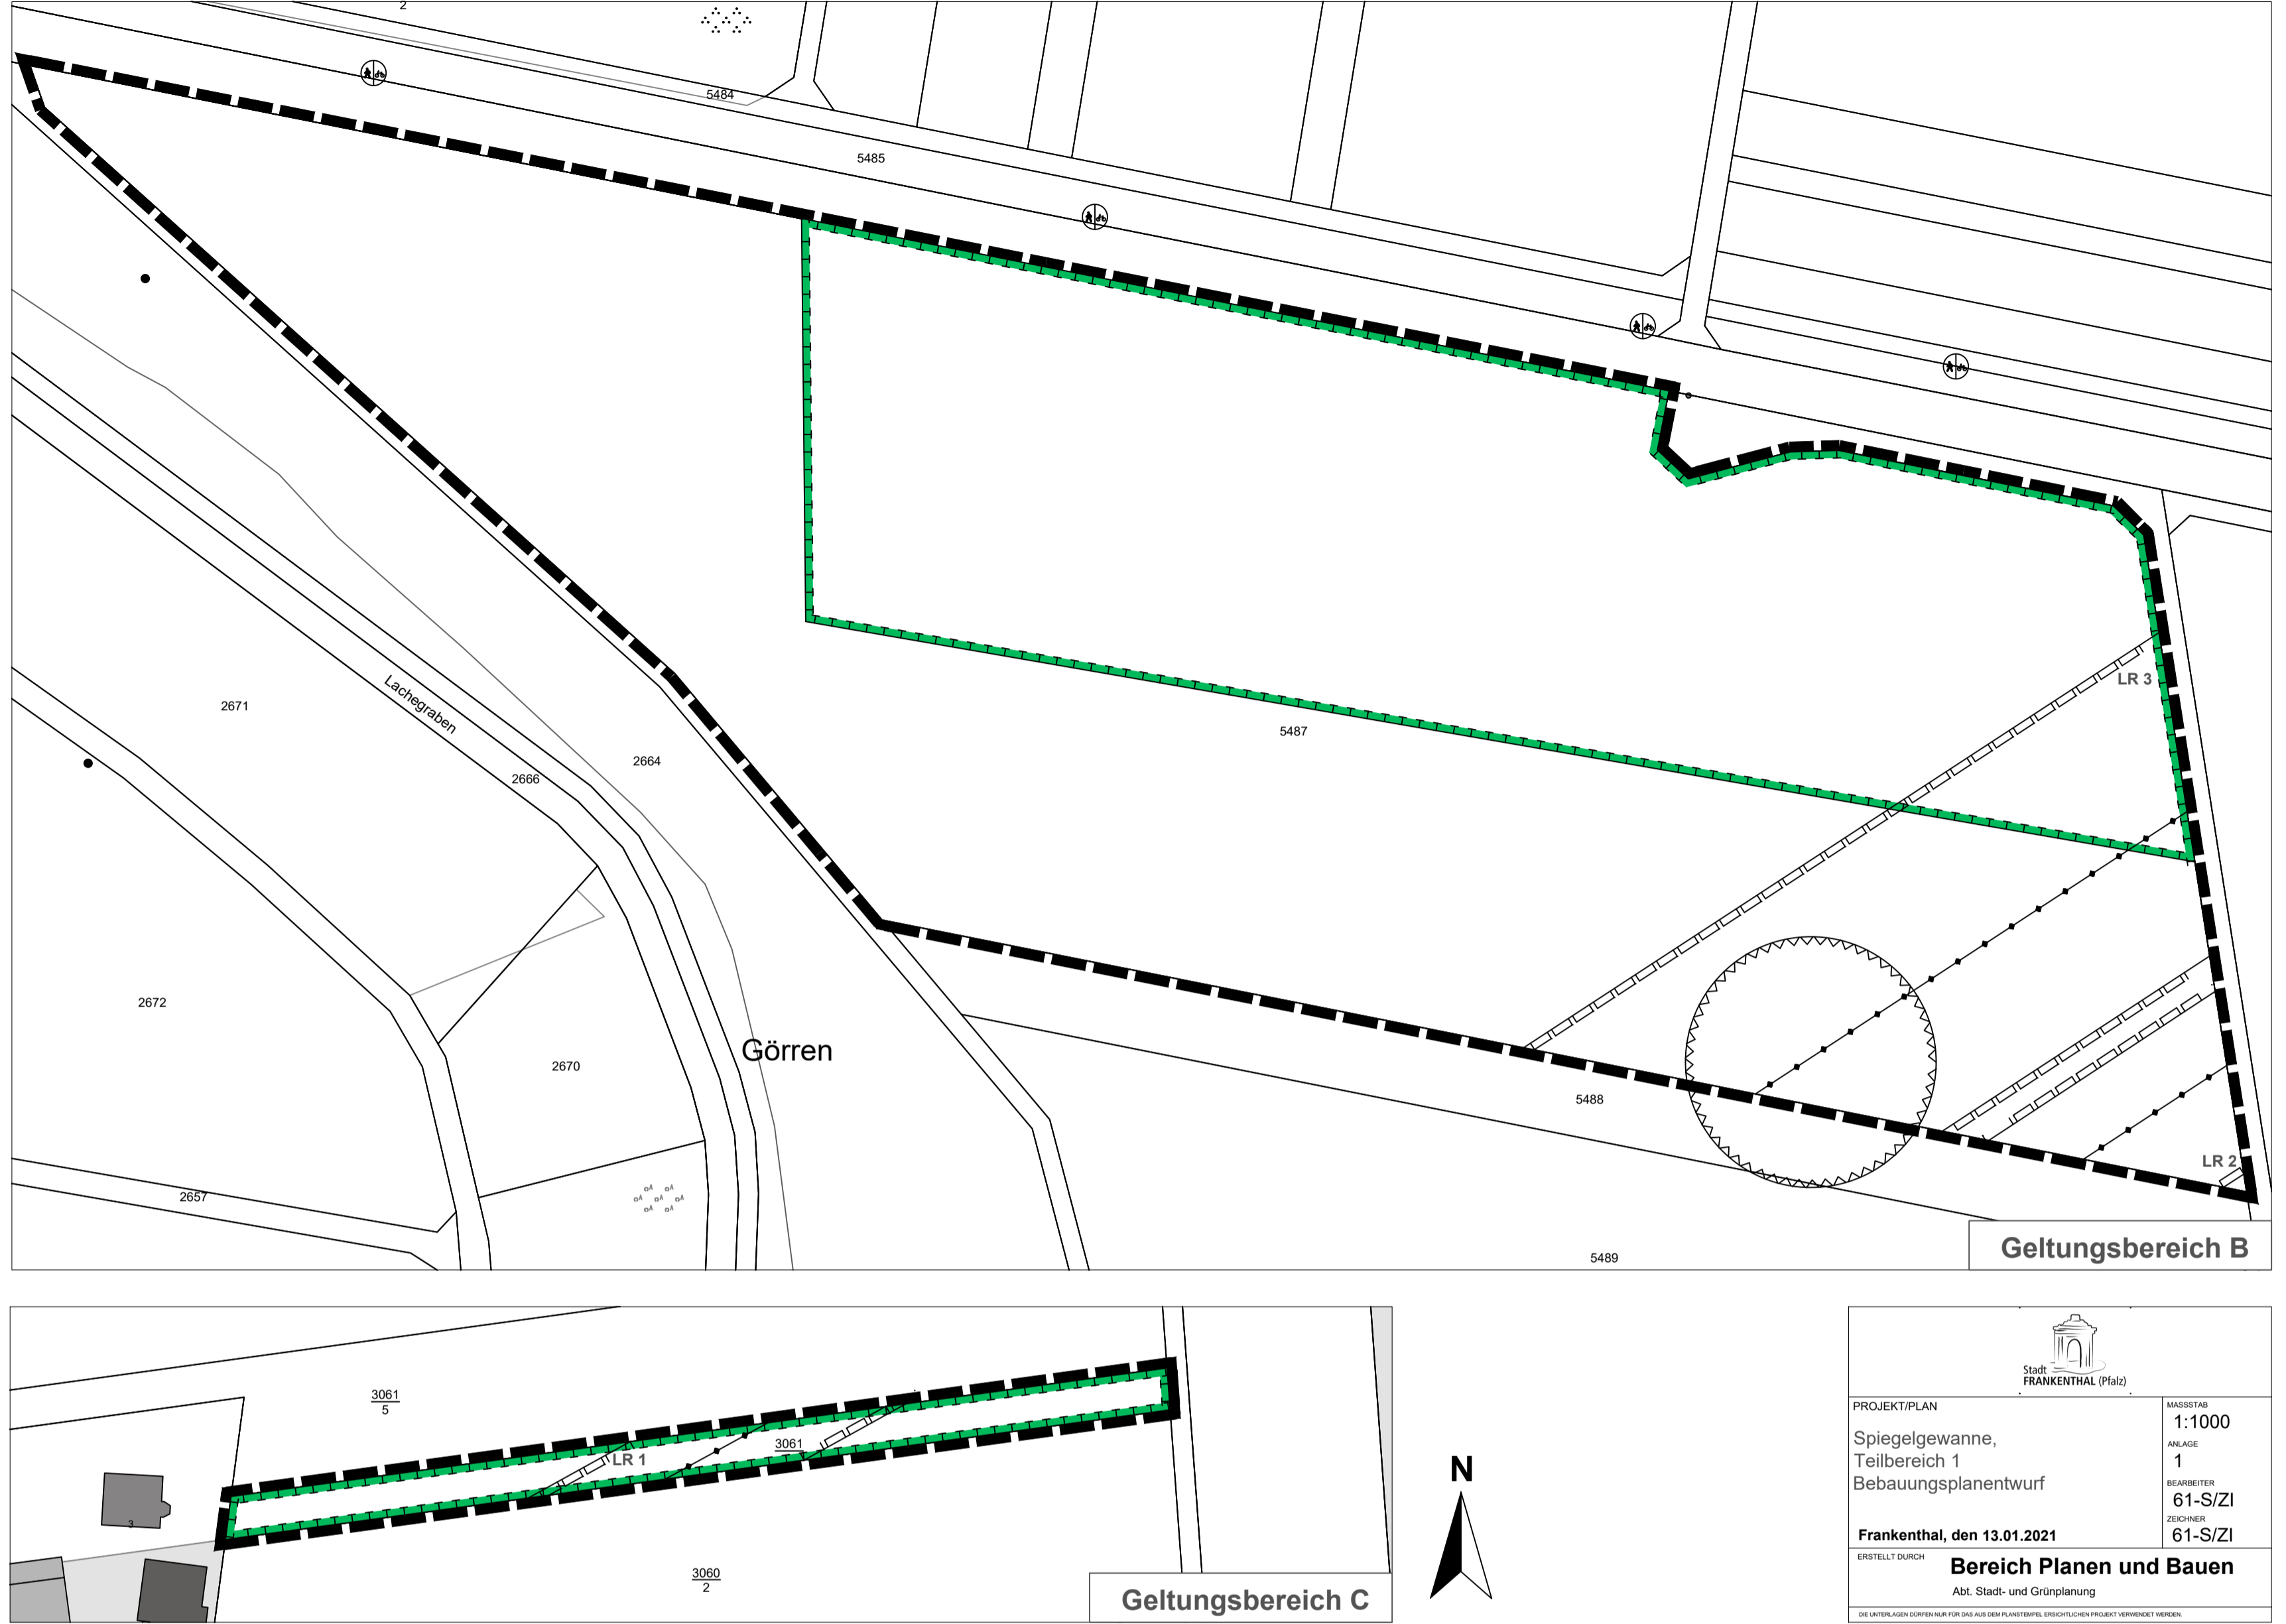 2
5484
5485
LR 3
2671
Lachegraben
5487
2664
2666
2672
Görren
2670
5488
LR 2
2657
Geltungsbereich B
5489
3061
5
3061
LR 1
3
3060
2
Geltungsbereich C
N
Stadt
FRANKENTHAL (Pfalz)
PROJEKT/PLAN
Spiegelgewanne,
Teilbereich 1
Bebauungsplanentwurf
Frankenthal, den 13.01.2021
MASSSTAB
1:1000
ANLAGE
1
BEARBEITER
61-S/ZI
ZEICHNER
61-S/ZI
ERSTELLT DURCH
Bereich Planen und Bauen
Abt. Stadt- und Grünplanung
DIE UNTERLAGEN DÜRFEN NUR FÜR DAS AUS DEM PLANSTEMPEL ERSICHTLICHEN PROJEKT VERWENDET WERDEN.